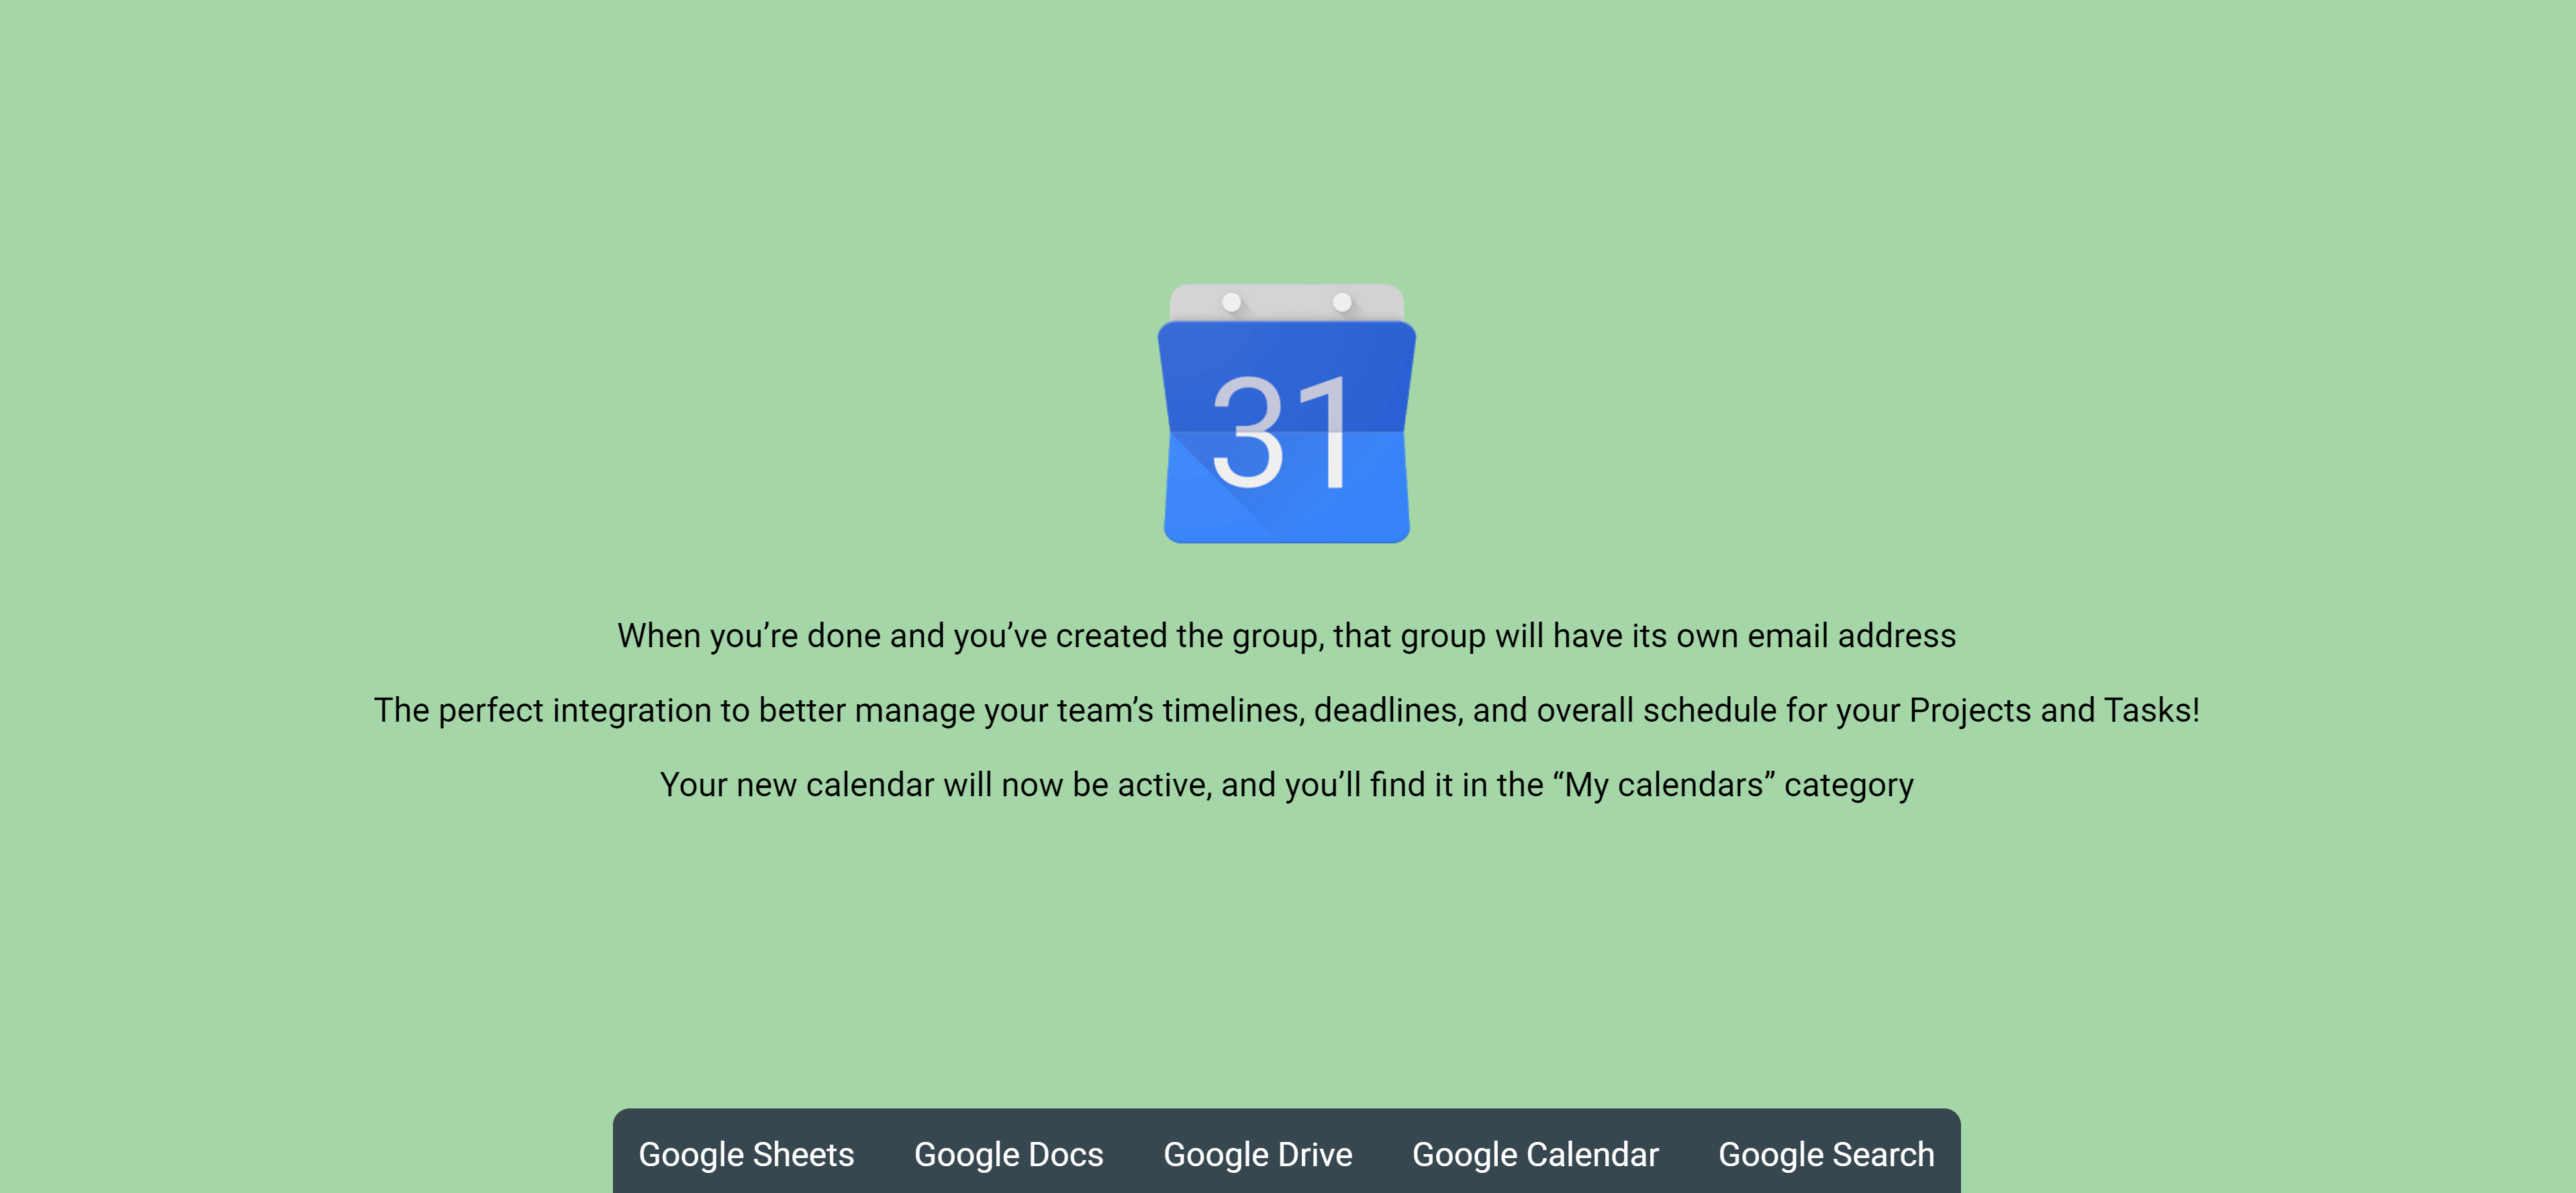 31
When you’re done and you’ve created the group, that group will have its own email address
The perfect integration to better manage your team’s timelines, deadlines, and overall schedule for your Projects and Tasks!
Your new calendar will now be active, and you’ll find it in the “My calendars” category
Google Sheets Google Docs Google Drive Google Calendar Google Search